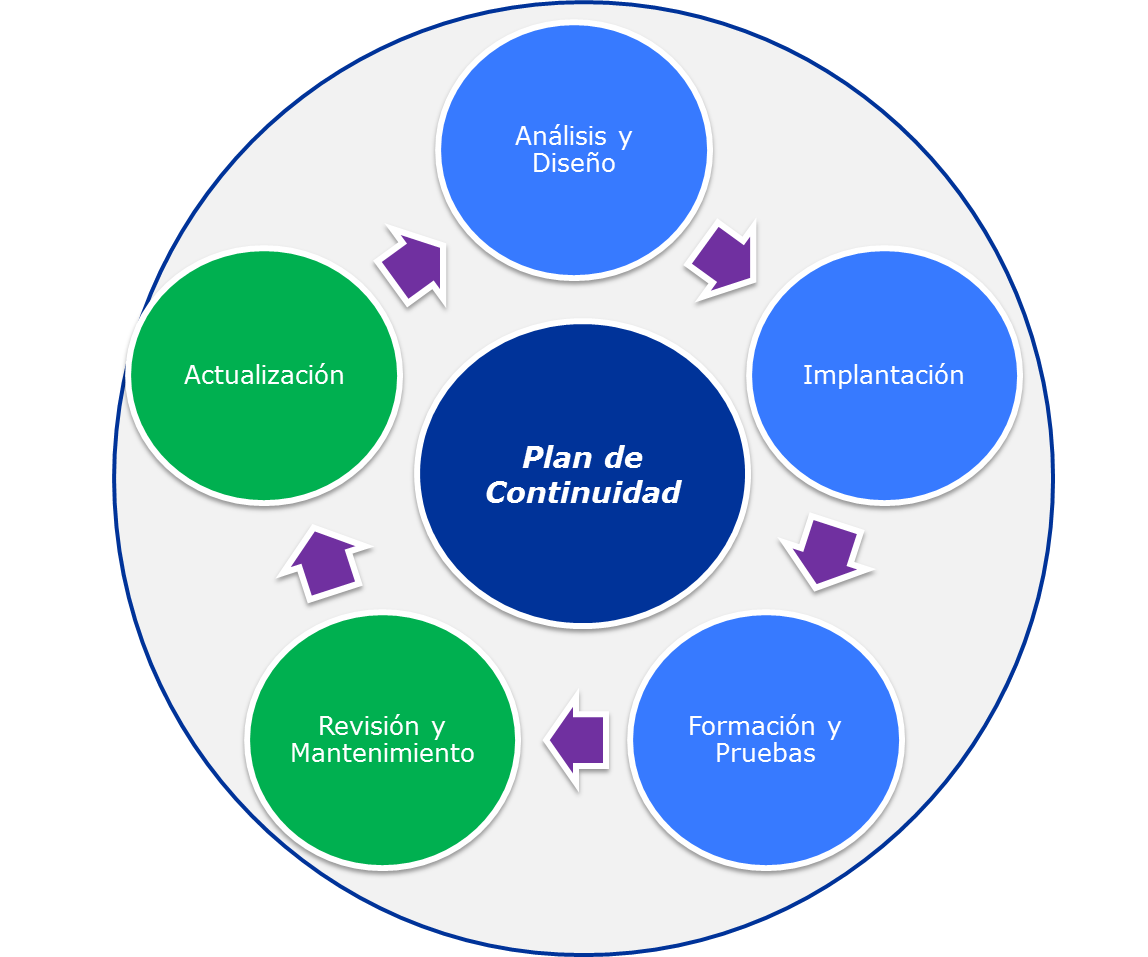 Análisis y
Diseño
Implantación
Formación y
Pruebas
Revisión y
Mantenimiento
Actualización
Plan de
Continuidad